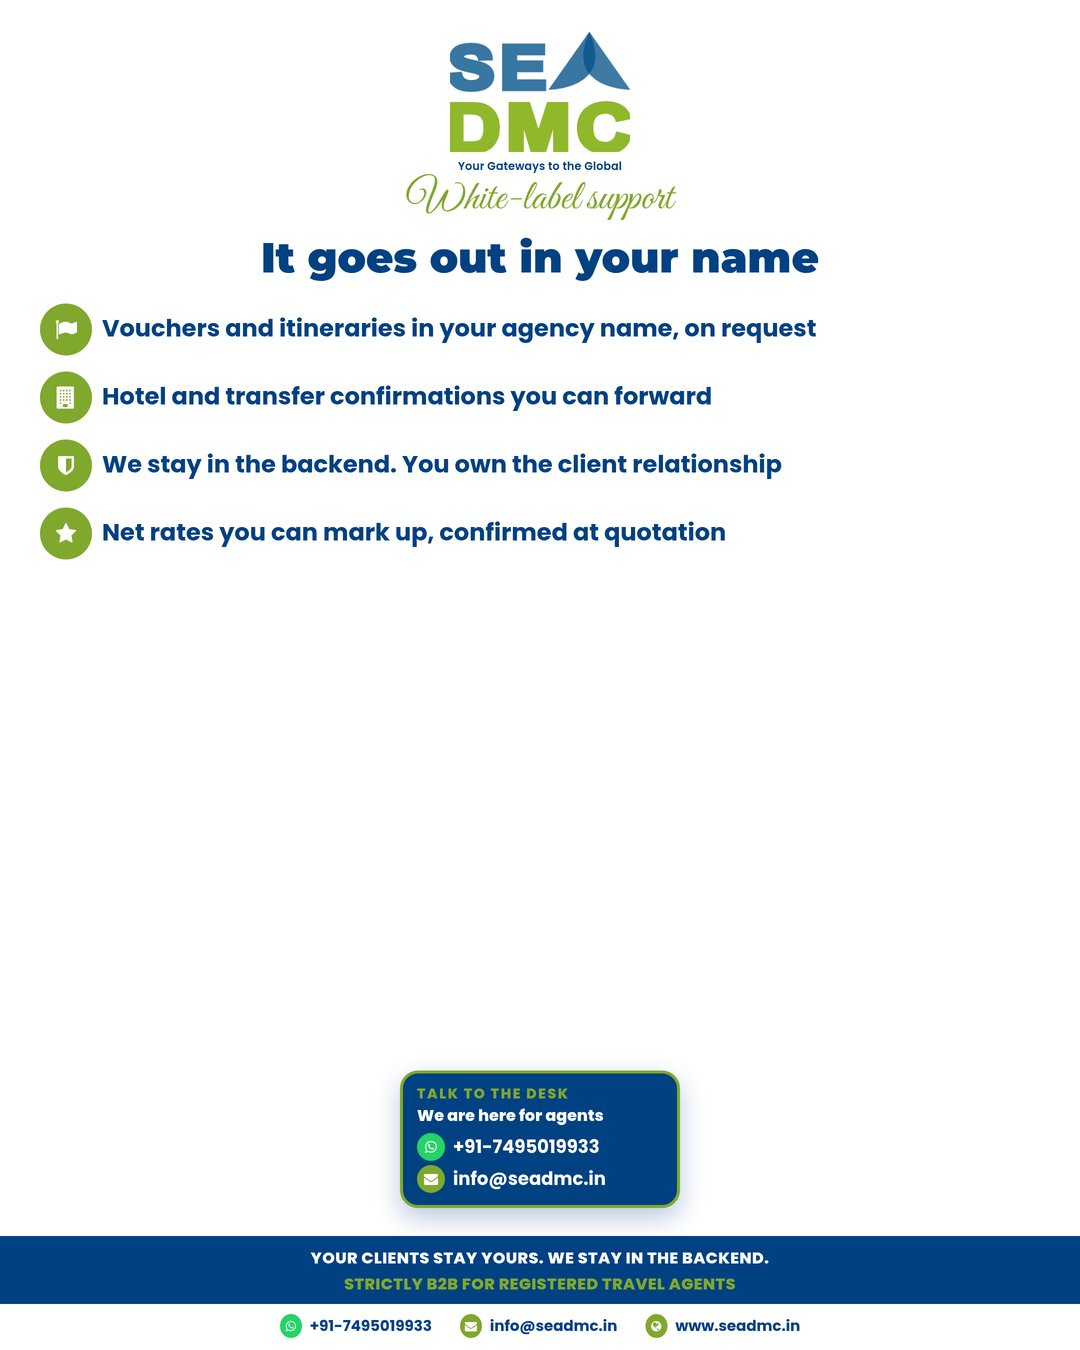 SEA
DMC
Your Gateways to the Global
White-label support
It goes out in your name
Vouchers and itineraries in your agency name, on request
Hotel and transfer confirmations you can forward
We stay in the backend. You own the client relationship
Net rates you can mark up, confirmed at quotation
TALK TO THE DESK
We are here for agents
+91-7495019933
info@seadmc.in
YOUR CLIENTS STAY YOURS. WE STAY IN THE BACKEND.
STRICTLY B2B FOR REGISTERED TRAVEL AGENTS
+91-7495019933 info@seadmc.in www.seadmc.in